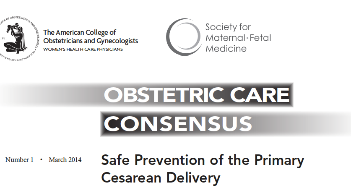 The American College of
Obstetricians and Gynecologists
WOMEN'S HEALTH CARE PHYSICIANS
Society for
Maternal·Fetal
Medicine
OBSTETRIC CARE
CONSENSUS
Number 1 • March 2014
Safe Prevention of the Primary
Cesarean Delivery